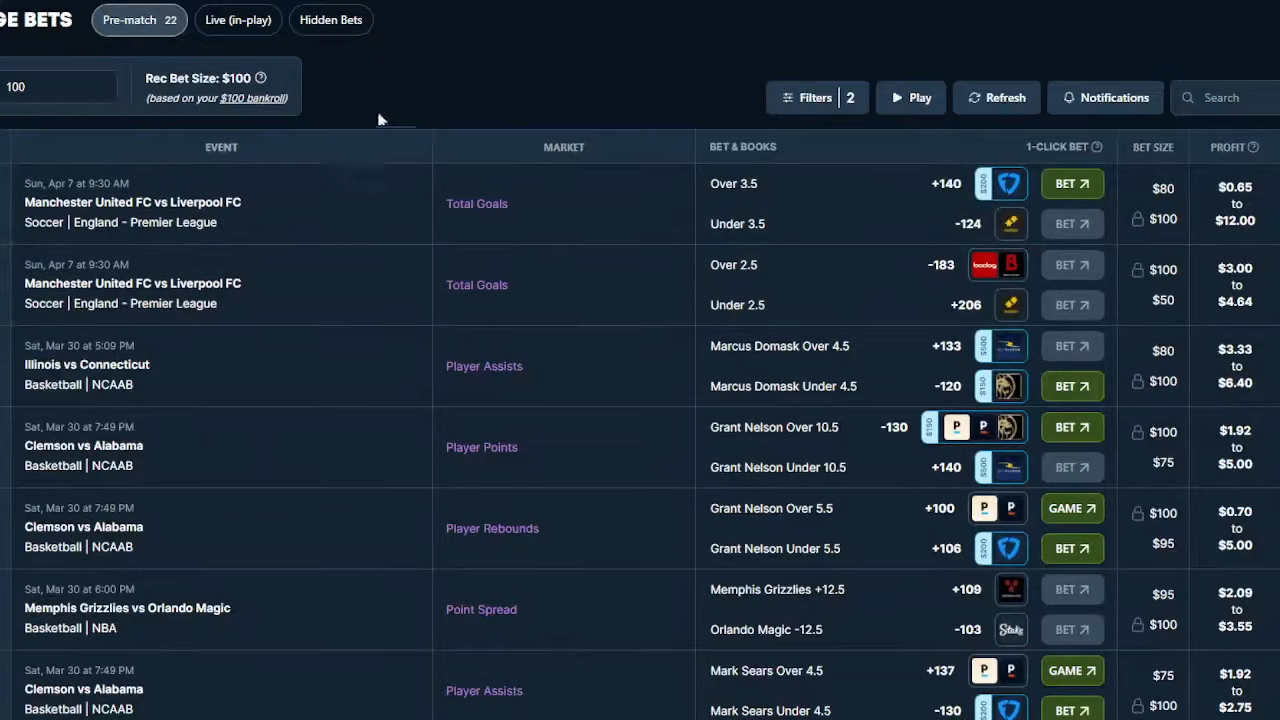 GE BETS
Pre-match 22
Live (in-play)
Hidden Bets
100
Rec Bet Size: $100
(based on your $100 bankroll)
Filters 2
Play
Refresh
Notifications
Search
EVENT
MARKET
BET & BOOKS
1-CLICK BET
BET SIZE
PROFIT
Sun, Apr 7 at 9:30 AM
Manchester United FC vs Liverpool FC
Soccer | England - Premier League
Total Goals
Over 3.5 +140 $200 BET
Under 3.5 -124 BET
$80
$100
$0.65
to
$12.00
Sun, Apr 7 at 9:30 AM
Manchester United FC vs Liverpool FC
Soccer | England - Premier League
Total Goals
Over 2.5 -183 bodog B BET
Under 2.5 +206 BET
$100
$50
$3.00
to
$4.64
Sat, Mar 30 at 5:09 PM
Illinois vs Connecticut
Basketball | NCAAB
Player Assists
Marcus Domask Over 4.5 +133 $500 BET
Marcus Domask Under 4.5 -120 $150 BET
$80
$100
$3.33
to
$6.40
Sat, Mar 30 at 7:49 PM
Clemson vs Alabama
Basketball | NCAAB
Player Points
Grant Nelson Over 10.5 -130 $150 P P BET
Grant Nelson Under 10.5 +140 $500 BET
$100
$75
$1.92
to
$5.00
Sat, Mar 30 at 7:49 PM
Clemson vs Alabama
Basketball | NCAAB
Player Rebounds
Grant Nelson Over 5.5 +100 P P GAME
Grant Nelson Under 5.5 +106 $200 BET
$100
$95
$0.70
to
$5.00
Sat, Mar 30 at 6:00 PM
Memphis Grizzlies vs Orlando Magic
Basketball | NBA
Point Spread
Memphis Grizzlies +12.5 +109 BET
Orlando Magic -12.5 -103 Stake BET
$95
$100
$2.09
to
$3.55
Sat, Mar 30 at 7:49 PM
Clemson vs Alabama
Basketball | NCAAB
Player Assists
Mark Sears Over 4.5 +137 P P GAME
Mark Sears Under 4.5 -130 BET
$75
$100
$1.92
to
$2.75